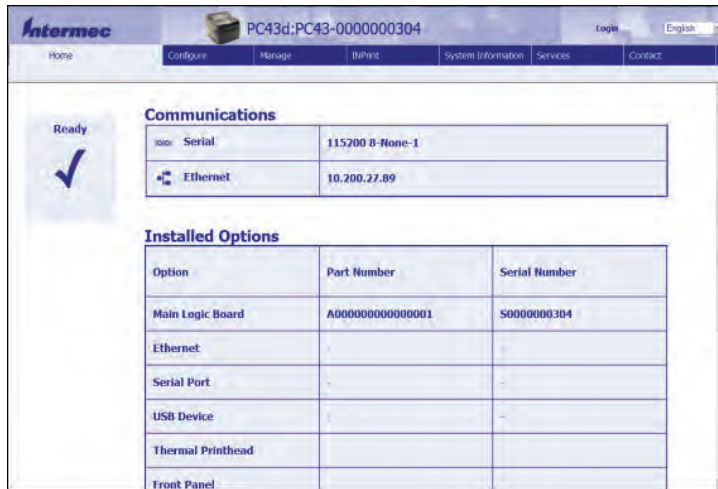 Intermec PC43d:PC43-0000000304 Login English
Home Configure Manage INPrint System Information Services Contact
Ready
Communications
Serial 115200 8-None-1
Ethernet 10.200.27.89
Installed Options
Option Part Number Serial Number
Main Logic Board A000000000000001 S0000000304
Ethernet - -
Serial Port - -
USB Device - -
Thermal Printhead
Front Panel